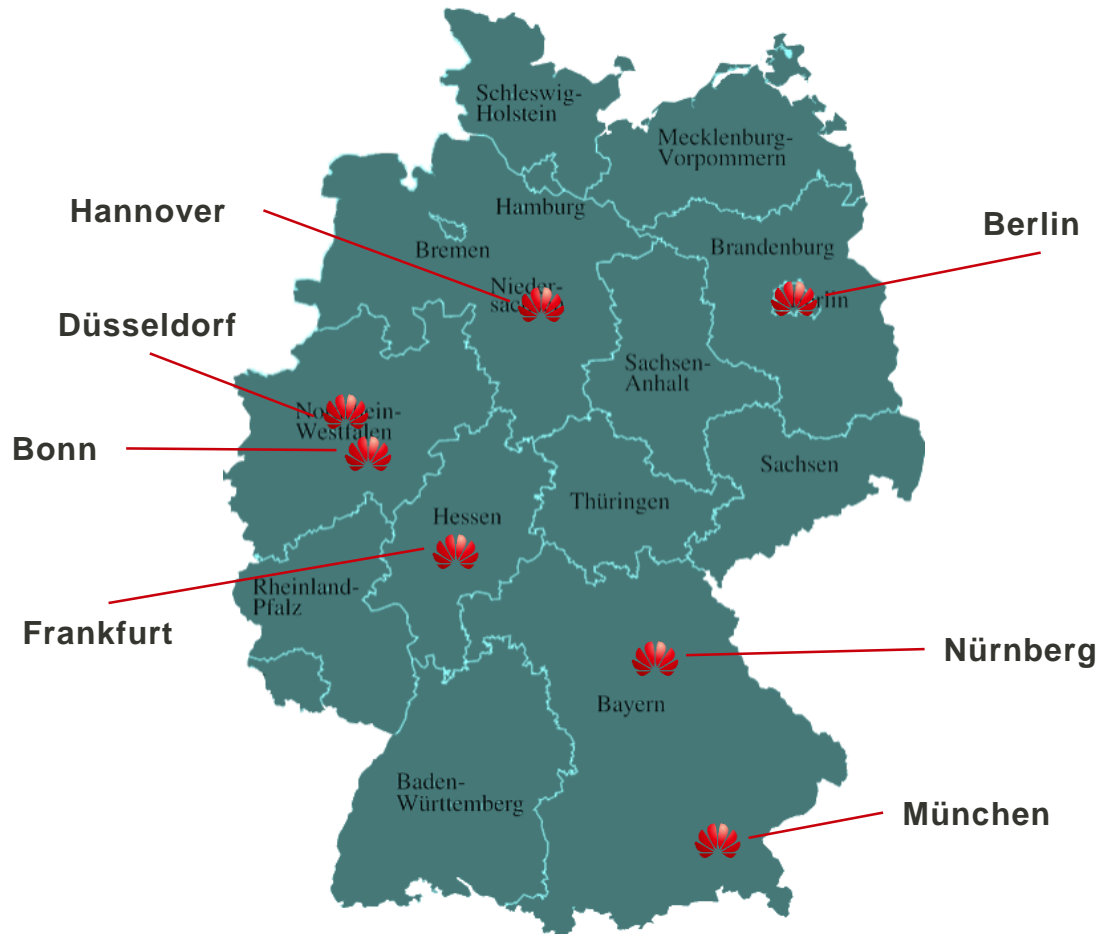 Schleswig-
Holstein
Mecklenburg-
Vorpommern
Hannover
Hamburg
Berlin
Bremen
Brandenburg
Nieder-
Düsseldorf
Sachsen-
Anhalt
Westfalen
Bonn
Sachsen
Thüringen
Hessen
Rheinland-
Pfalz
Frankfurt
Nürnberg
Bayern
Baden-
Württemberg
München